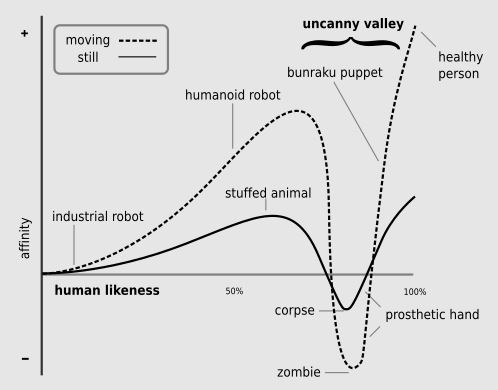 +
uncanny valley
moving
still
healthy
person
bunraku puppet
humanoid robot
stuffed animal
industrial robot
affinity
human likeness
50%
100%
corpse
prosthetic hand
–
zombie